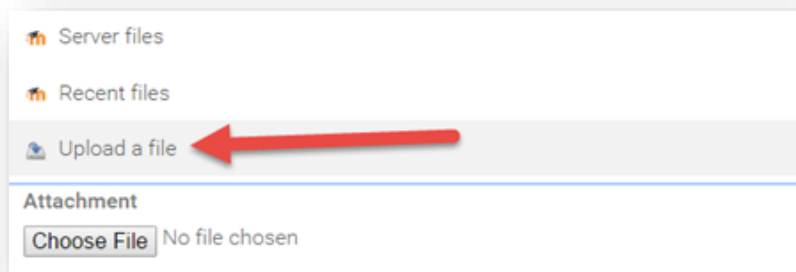 Server files
Recent files
Upload a file
Attachment
Choose File No file chosen